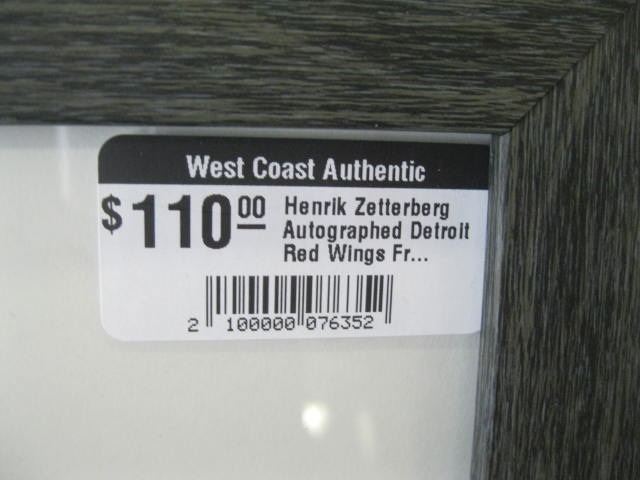 West Coast Authentic
$110 00
Henrik Zetterberg
Autographed Detroit
Red Wings Fr...
2 100000 076352